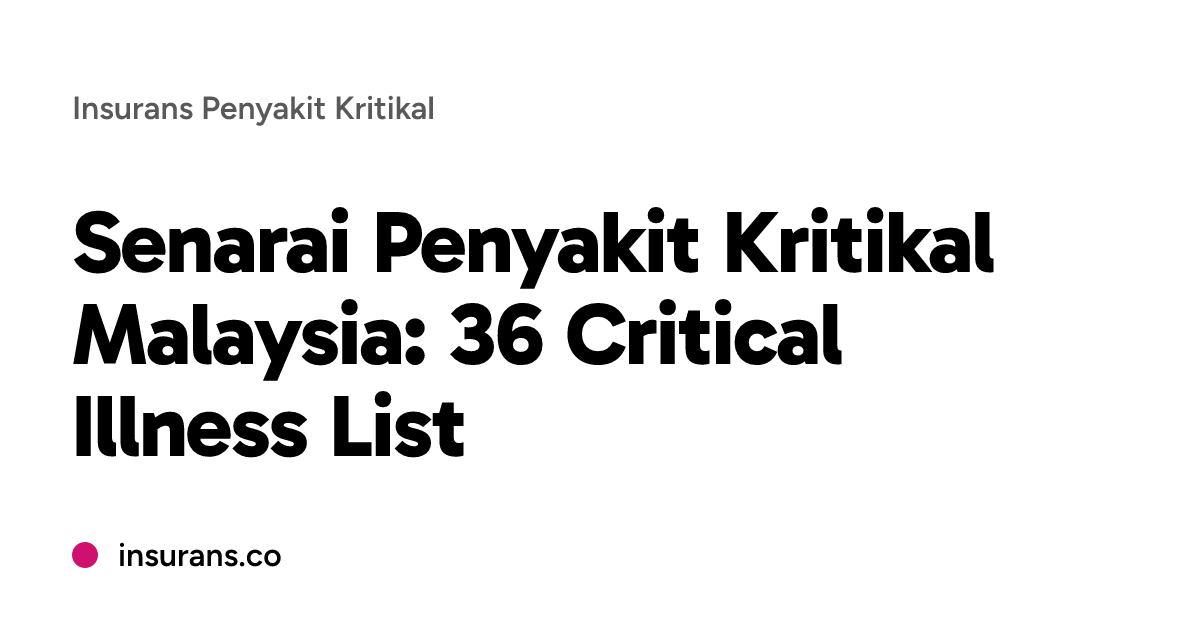 Insurans Penyakit Kritikal
Senarai Penyakit Kritikal
Malaysia: 36 Critical
Illness List
insurans.co